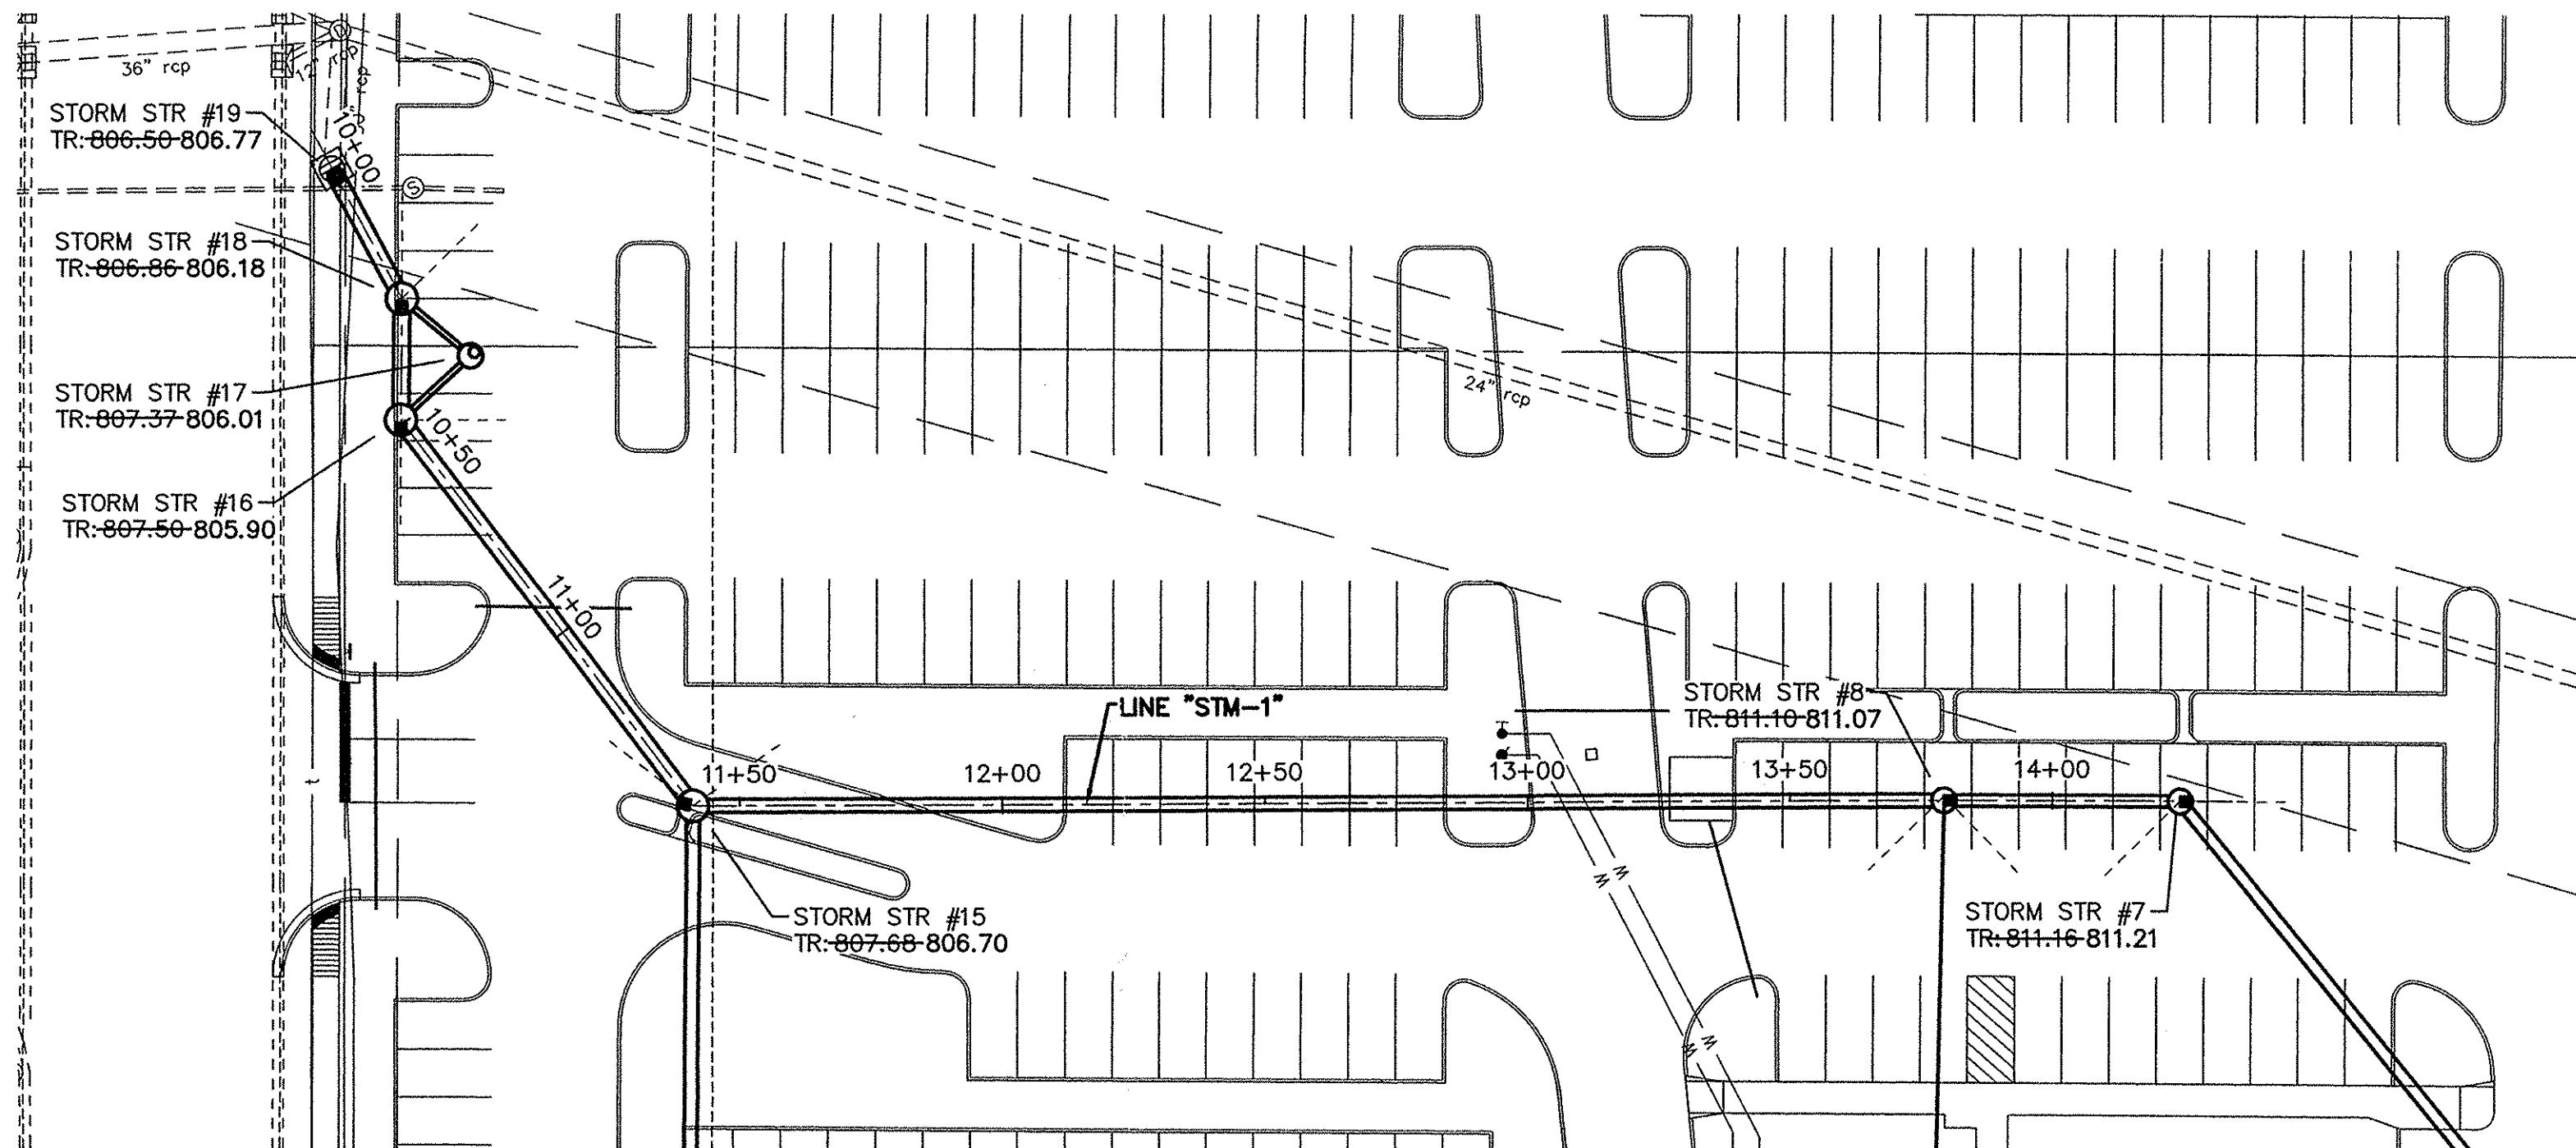 36" rcp
12" rcp
10" rcp
STORM STR #19
TR: 806.50 806.77
10+00
S
STORM STR #18
TR: 806.86 806.18
STORM STR #17
TR: 807.37 806.01
24" rcp
10+50
STORM STR #16
TR: 807.50 805.90
11+00
LINE "STM-1"
STORM STR #8
TR: 811.10 811.07
11+50
12+00
12+50
13+00
13+50
14+00
W
W
STORM STR #15
TR: 807.68 806.70
STORM STR #7
TR: 811.16 811.21
W
W